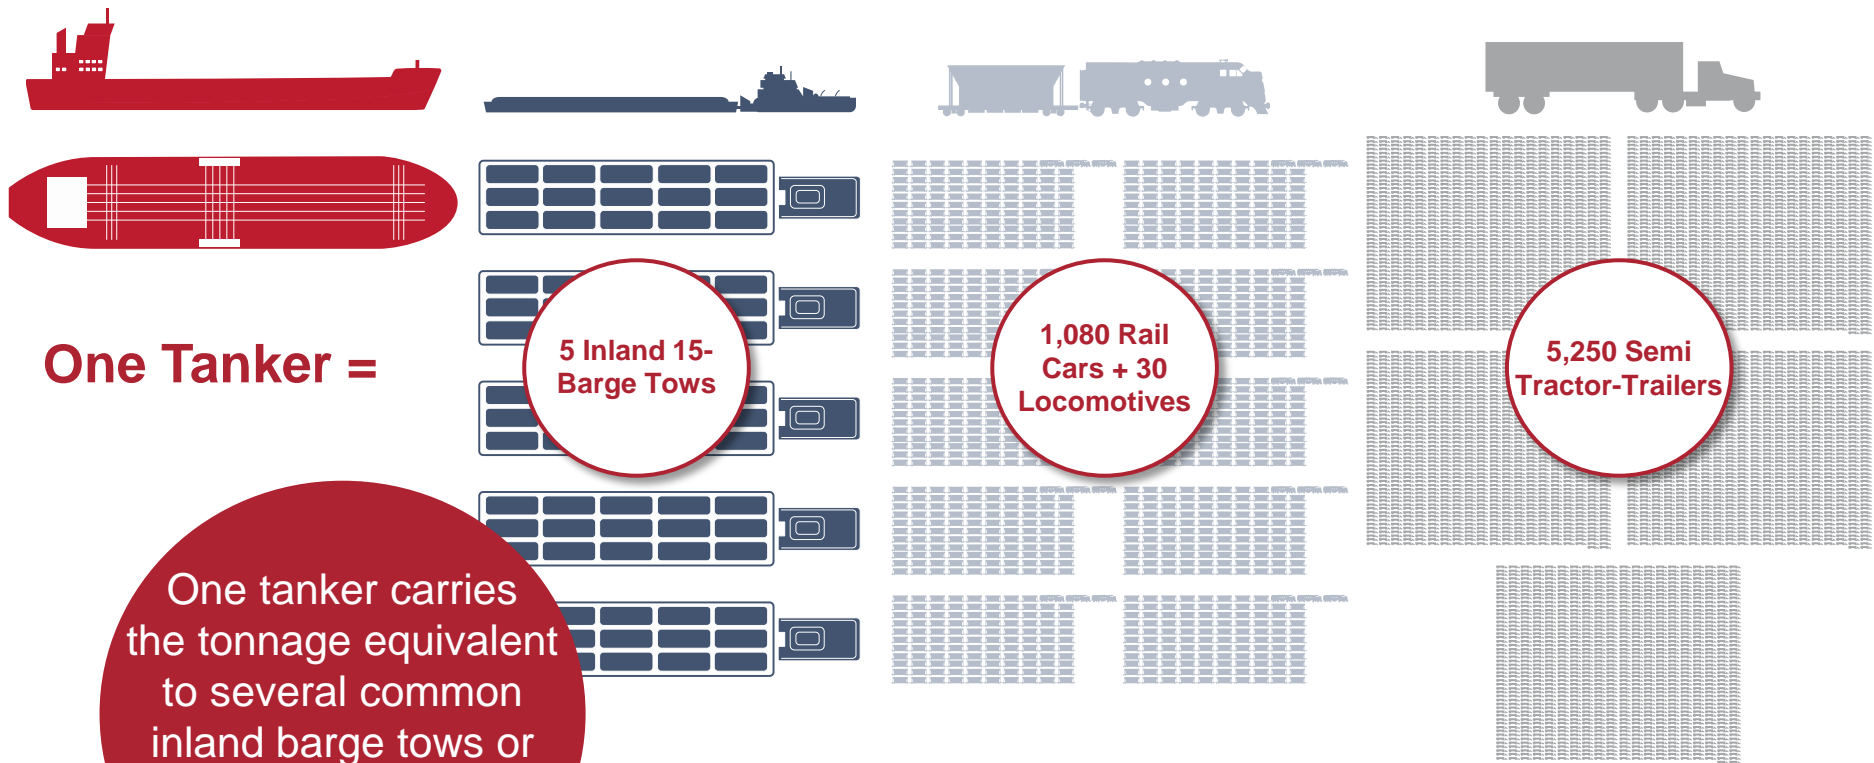 One Tanker =
5 Inland 15-
Barge Tows
1,080 Rail
Cars + 30
Locomotives
5,250 Semi
Tractor-Trailers
One tanker carries
the tonnage equivalent
to several common
inland barge tows or